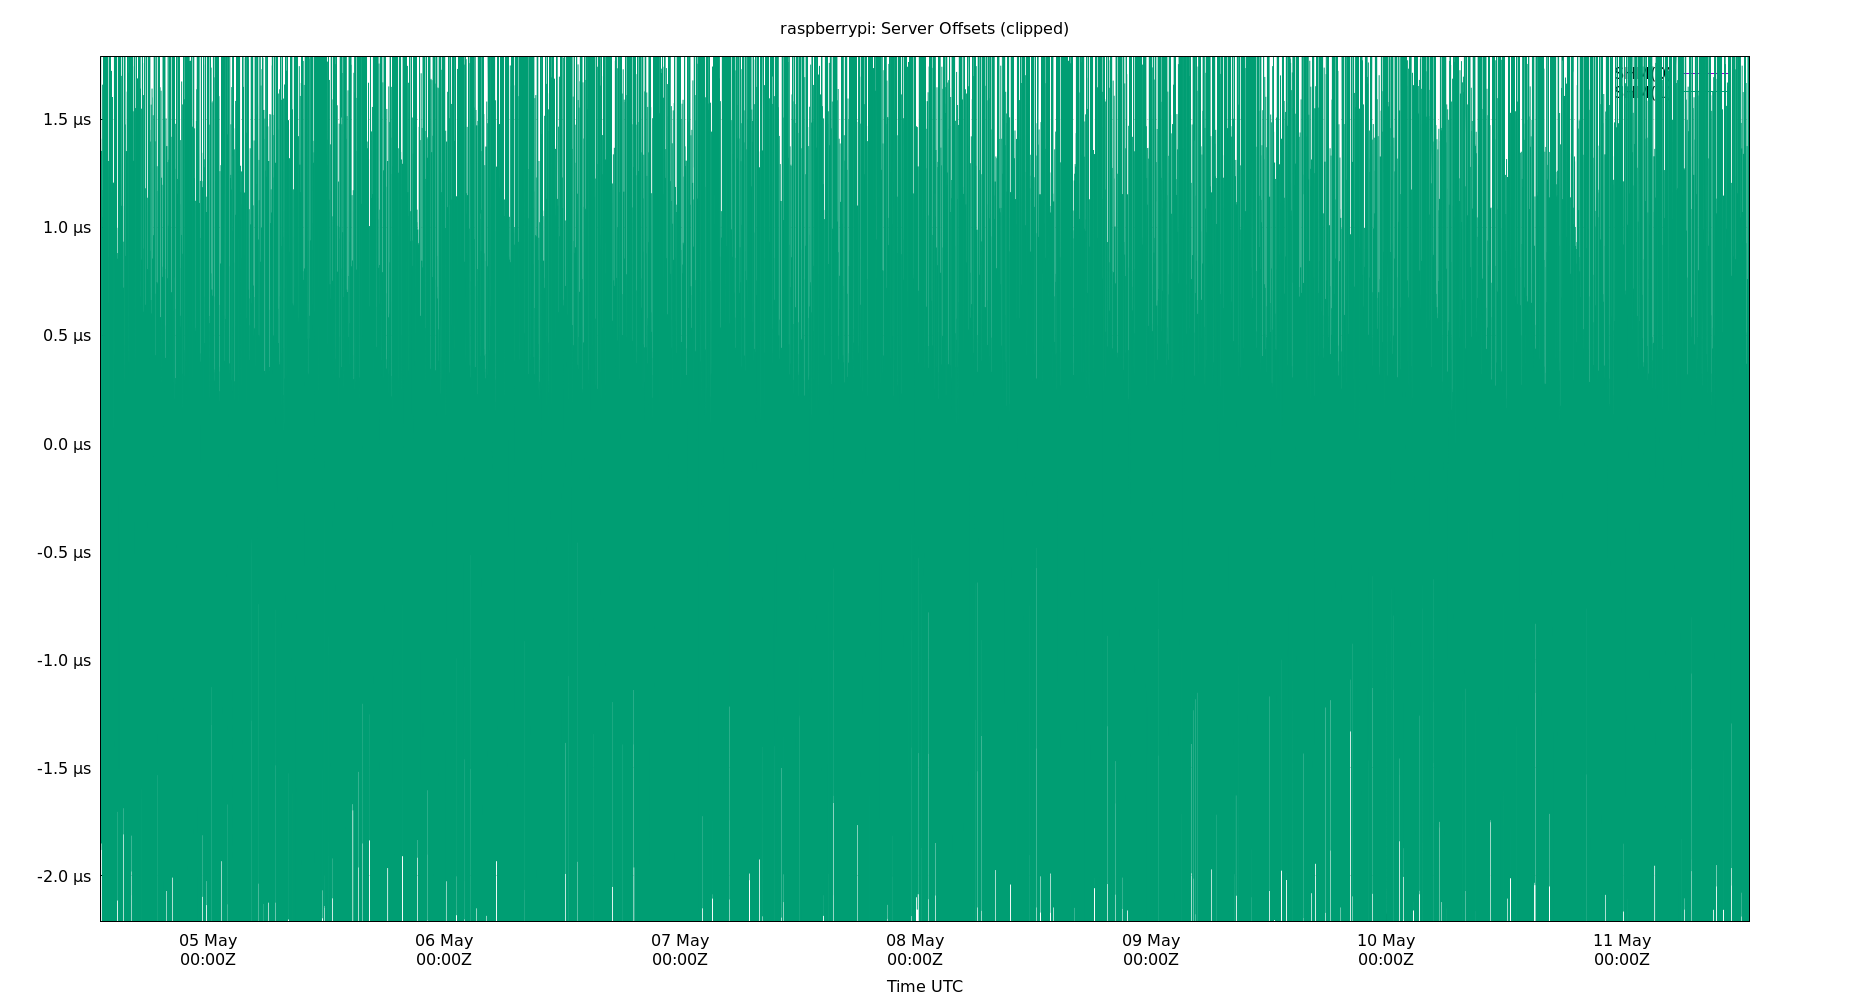 raspberrypi: Server Offsets (clipped)
1.5 µs
1.0 µs
0.5 µs
0.0 µs
-0.5 µs
-1.0 µs
-1.5 µs
-2.0 µs
05 May
00:00Z
06 May
00:00Z
07 May
00:00Z
08 May
00:00Z
09 May
00:00Z
10 May
00:00Z
11 May
00:00Z
Time UTC